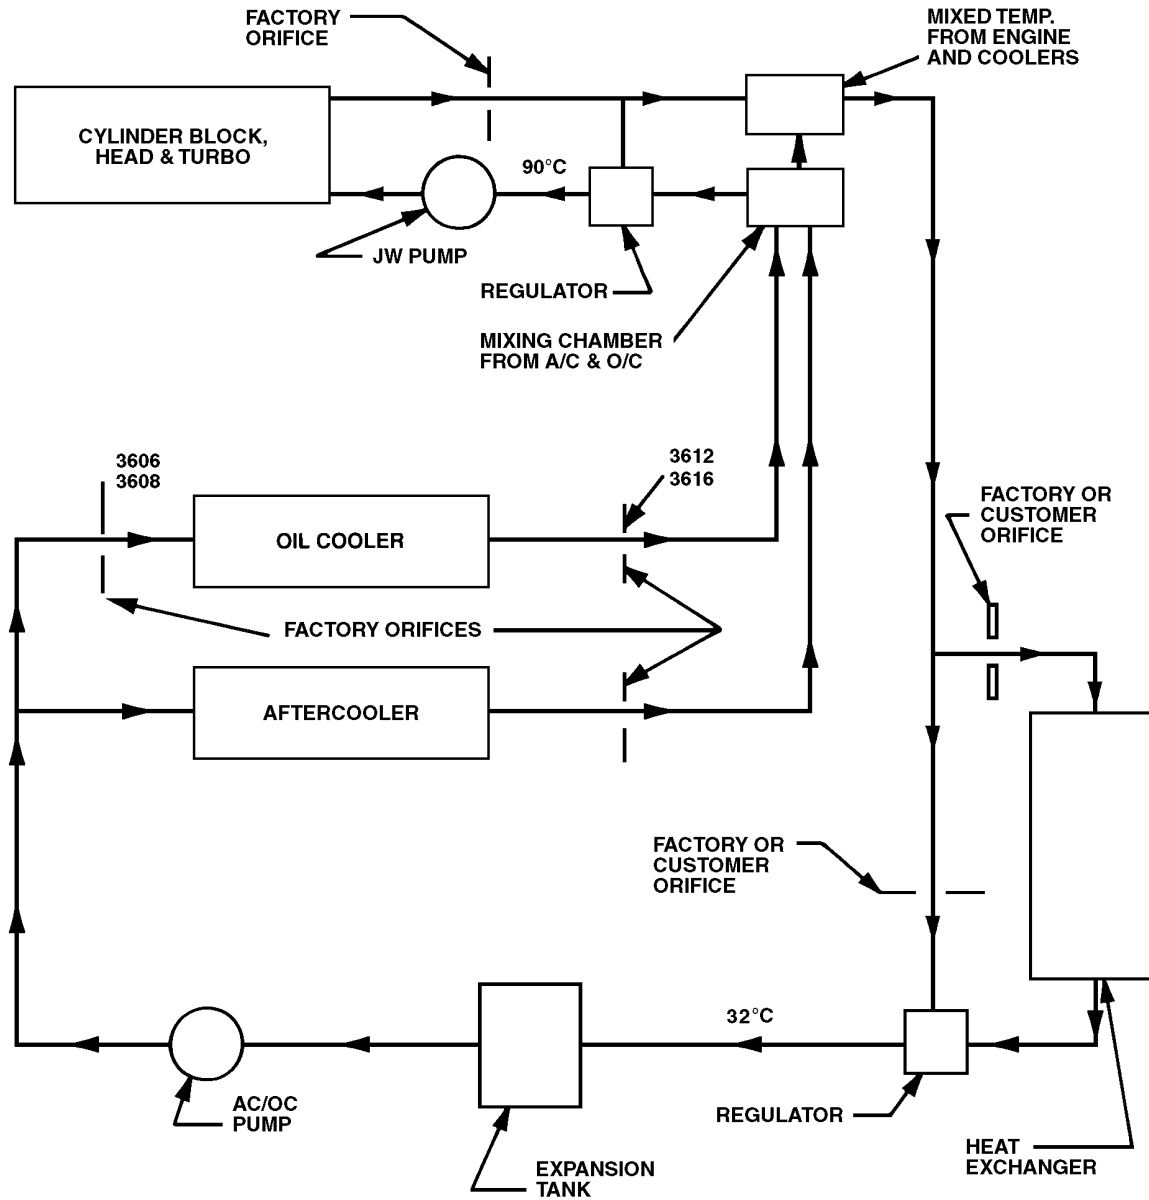 FACTORY
ORIFICE
MIXED TEMP.
FROM ENGINE
AND COOLERS
CYLINDER BLOCK,
HEAD & TURBO
90°C
JW PUMP
REGULATOR
MIXING CHAMBER
FROM A/C & O/C
3606
3608
3612
3616
OIL COOLER
FACTORY OR
CUSTOMER
ORIFICE
FACTORY ORIFICES
AFTERCOOLER
FACTORY OR
CUSTOMER
ORIFICE
32°C
AC/OC
PUMP
REGULATOR
EXPANSION
TANK
HEAT
EXCHANGER